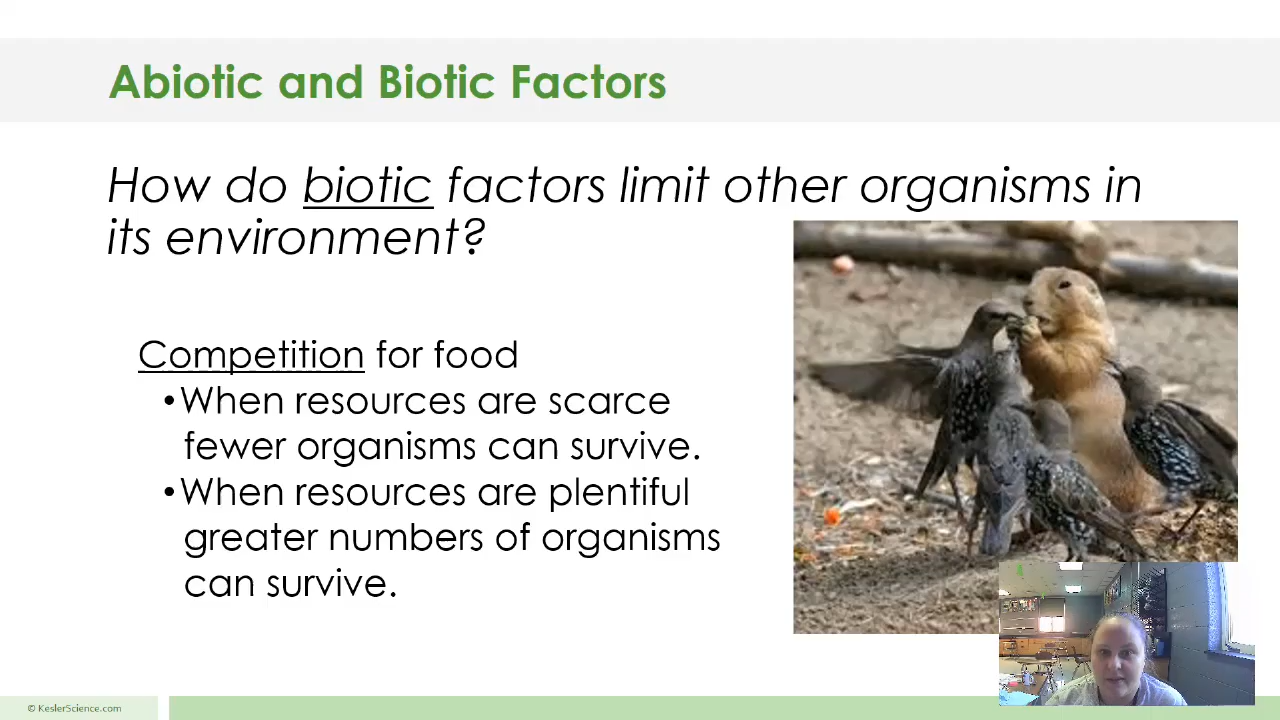 Abiotic and Biotic Factors
How do biotic factors limit other organisms in
its environment?
Competition for food
•When resources are scarce
fewer organisms can survive.
•When resources are plentiful
greater numbers of organisms
can survive.
© KeslerScience.com